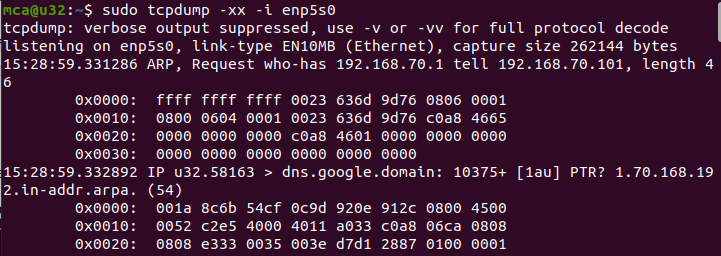 mca@u32:~$ sudo tcpdump -xx -i enp5s0
tcpdump: verbose output suppressed, use -v or -vv for full protocol decode
listening on enp5s0, link-type EN10MB (Ethernet), capture size 262144 bytes
15:28:59.331286 ARP, Request who-has 192.168.70.1 tell 192.168.70.101, length 4
6
0x0000:  ffff ffff ffff 0023 636d 9d76 0806 0001
0x0010:  0800 0604 0001 0023 636d 9d76 c0a8 4665
0x0020:  0000 0000 0000 c0a8 4601 0000 0000 0000
0x0030:  0000 0000 0000 0000 0000 0000
15:28:59.332892 IP u32.58163 > dns.google.domain: 10375+ [1au] PTR? 1.70.168.19
2.in-addr.arpa. (54)
0x0000:  001a 8c6b 54cf 0c9d 920e 912c 0800 4500
0x0010:  0052 c2e5 4000 4011 a033 c0a8 06ca 0808
0x0020:  0808 e333 0035 003e d7d1 2887 0100 0001